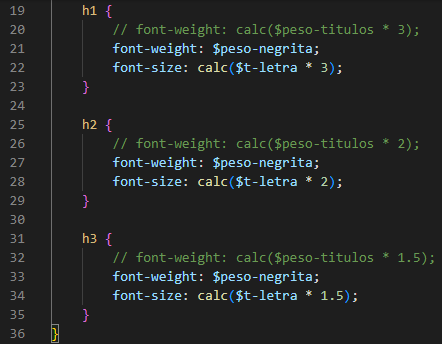 19 h1 {
20 // font-weight: calc($peso-titulos * 3);
21 font-weight: $peso-negrita;
22 font-size: calc($t-letra * 3);
23 }
24
25 h2 {
26 // font-weight: calc($peso-titulos * 2);
27 font-weight: $peso-negrita;
28 font-size: calc($t-letra * 2);
29 }
30
31 h3 {
32 // font-weight: calc($peso-titulos * 1.5);
33 font-weight: $peso-negrita;
34 font-size: calc($t-letra * 1.5);
35 }
36 }